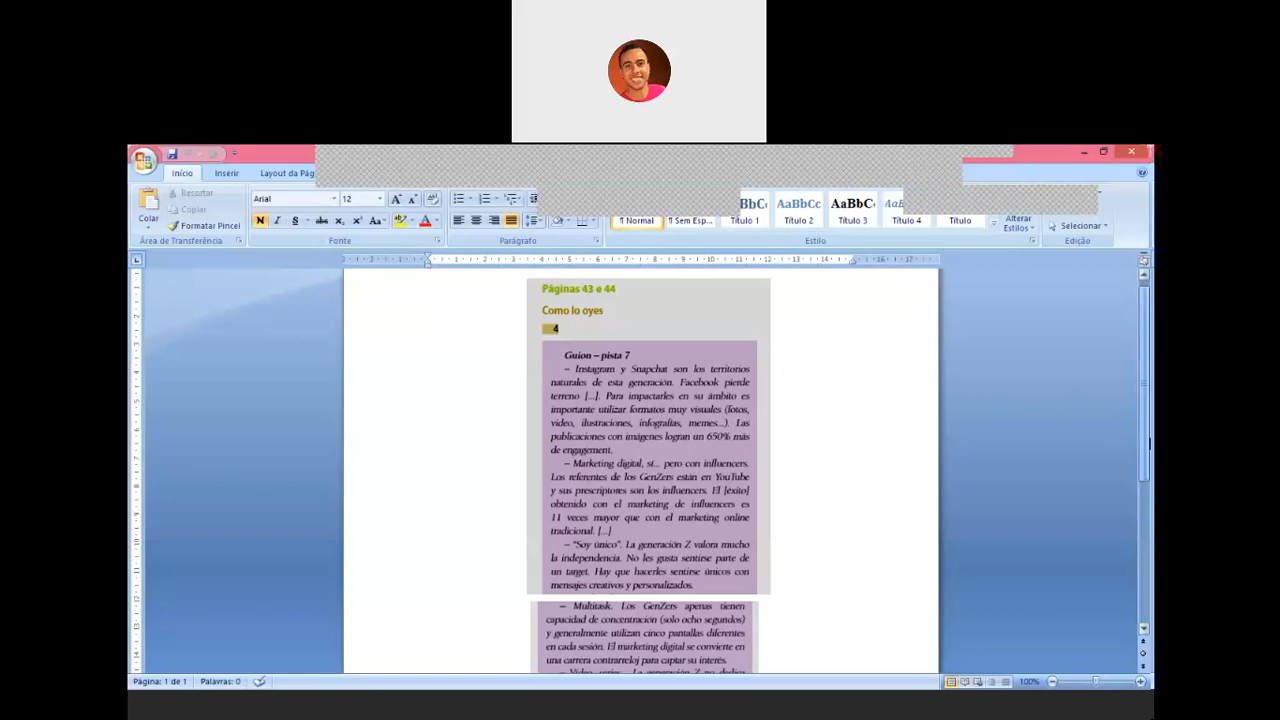 Início Inserir Layout da Pág
Colar
Recortar
Copiar
Formatar Pincel
Área de Transferência
Arial 12
N I S abc x₂ x² Aa
Fonte
Parágrafo
¶ Normal
¶ Sem Esp...
Título 1
AaBbCc
Título 2
AaBbC
Título 3
Título 4
Título
Estilo
Alterar
Estilos
Selecionar
Edição
Páginas 43 e 44
Como lo oyes
4
Guion – pista 7
– Instagram y Snapchat son los territorios
naturales de esta generación. Facebook pierde
terreno [...]. Para impactarles en su ámbito es
importante utilizar formatos muy visuales (fotos,
video, ilustraciones, infografías, memes...). Las
publicaciones con imágenes logran un 650% más
de engagement.
– Marketing digital, sí... pero con influencers.
Los referentes de los GenZers están en YouTube
y sus prescriptores son los influencers. El [éxito]
obtenido con el marketing de influencers es
11 veces mayor que con el marketing online
tradicional. [...]
– “Soy único”. La generación Z valora mucho
la independencia. No les gusta sentirse parte de
un target. Hay que hacerles sentirse únicos con
mensajes creativos y personalizados.
– Multitask. Los GenZers apenas tienen
capacidad de concentración (solo ocho segundos)
y generalmente utilizan cinco pantallas diferentes
en cada sesión. El marketing digital se convierte en
una carrera contrarreloj para captar su interés.
Página: 1 de 1 Palavras: 0 100%